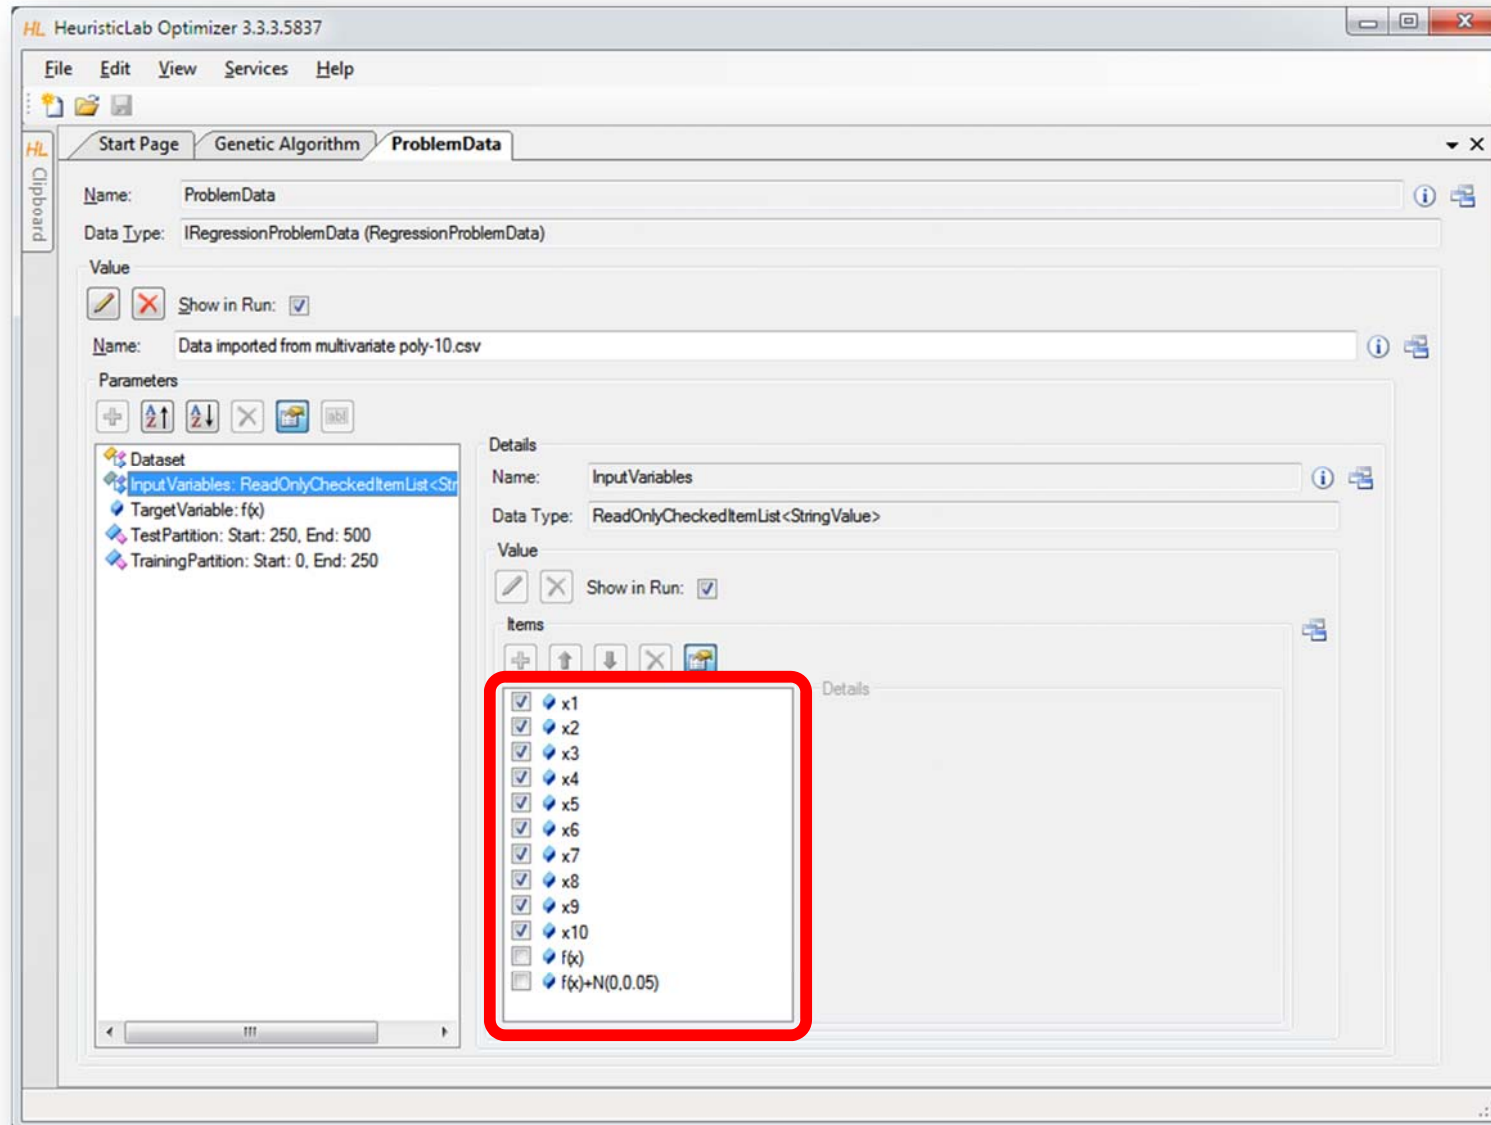 HL HeuristicLab Optimizer 3.3.3.5837
File Edit View Services Help
HL Clipboard
Start Page Genetic Algorithm ProblemData
Name: ProblemData
Data Type: IRegressionProblemData (RegressionProblemData)
Value
Show in Run:
Name: Data imported from multivariate poly-10.csv
Parameters
Dataset
InputVariables: ReadOnlyCheckedItemList<Str
TargetVariable: f(x)
TestPartition: Start: 250, End: 500
TrainingPartition: Start: 0, End: 250
Details
Name: InputVariables
Data Type: ReadOnlyCheckedItemList<StringValue>
Value
Show in Run:
Items
Details
x1
x2
x3
x4
x5
x6
x7
x8
x9
x10
f(x)
f(x)+N(0,0.05)